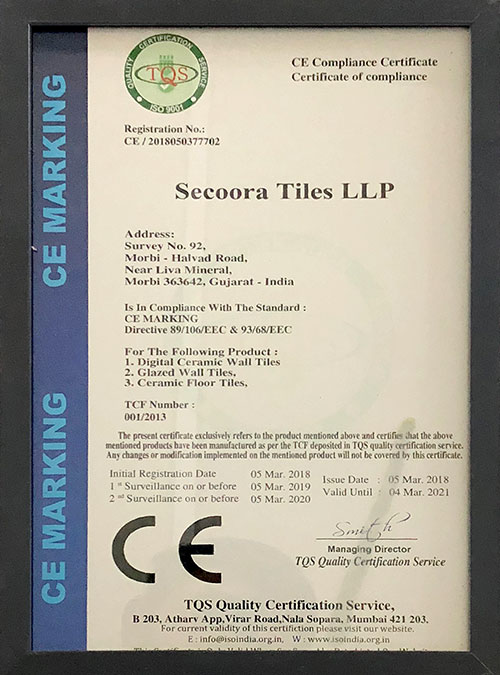 QUALITY CERTIFICATION SERVICE
TQS
ISO 9001
CE Compliance Certificate
Certificate of compliance
Registration No.:
CE / 2018050377702
Secoora Tiles LLP
Address:
Survey No. 92,
Morbi - Halvad Road,
Near Liva Mineral,
Morbi 363642, Gujarat - India
Is In Compliance With The Standard :
CE MARKING
Directive 89/106/EEC & 93/68/EEC
For The Following Product :
1. Digital Ceramic Wall Tiles
2. Glazed Wall Tiles,
3. Ceramic Floor Tiles,
TCF Number :
001/2013
The present certificate exclusively refers to the product mentioned above and certifies that the above
mentioned products have been manufactured as per the TCF deposited in TQS quality certification service.
Any changes or modification implemented on the mentioned product will not be covered by this certificate.
Initial Registration Date 05 Mar. 2018
1 st Surveillance on or before 05 Mar. 2019
2 nd Surveillance on or before 05 Mar. 2020
Issue Date : 05 Mar. 2018
Valid Until : 04 Mar. 2021
CE
Smith
Managing Director
TQS Quality Certification Service
TQS Quality Certification Service,
B 203, Atharv App,Virar Road,Nala Sopara, Mumbai 421 203.
For current validity of this certifiction please visit our website.
E : info@isoindia.org.in, W : www.isoindia.org.in
CE MARKING
CE MARKING